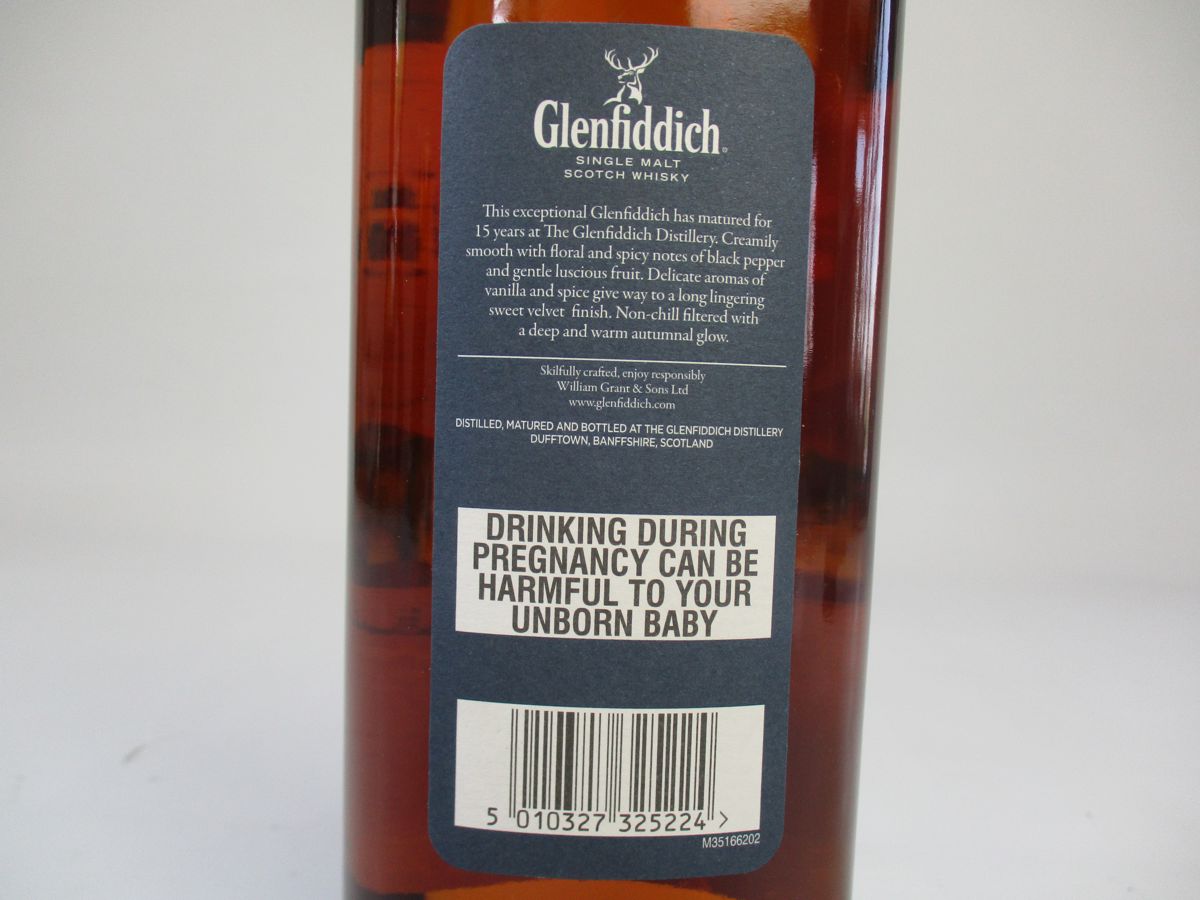 Glenfiddich®
SINGLE MALT
SCOTCH WHISKY
This exceptional Glenfiddich has matured for
15 years at The Glenfiddich Distillery. Creamily
smooth with floral and spicy notes of black pepper
and gentle luscious fruit. Delicate aromas of
vanilla and spice give way to a long lingering
sweet velvet finish. Non-chill filtered with
a deep and warm autumnal glow.
Skilfully crafted, enjoy responsibly
William Grant & Sons Ltd
www.glenfiddich.com
DISTILLED, MATURED AND BOTTLED AT THE GLENFIDDICH DISTILLERY
DUFFTOWN, BANFFSHIRE, SCOTLAND
DRINKING DURING
PREGNANCY CAN BE
HARMFUL TO YOUR
UNBORN BABY
5 010327 325224 >
M35166202